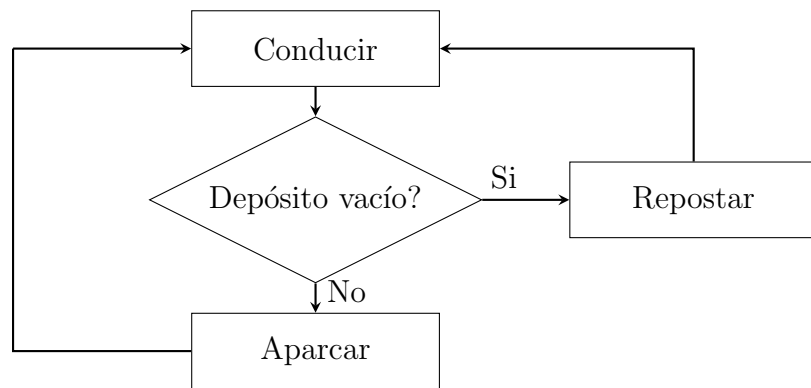 Conducir
Depósito vacío?
Si
Repostar
No
Aparcar